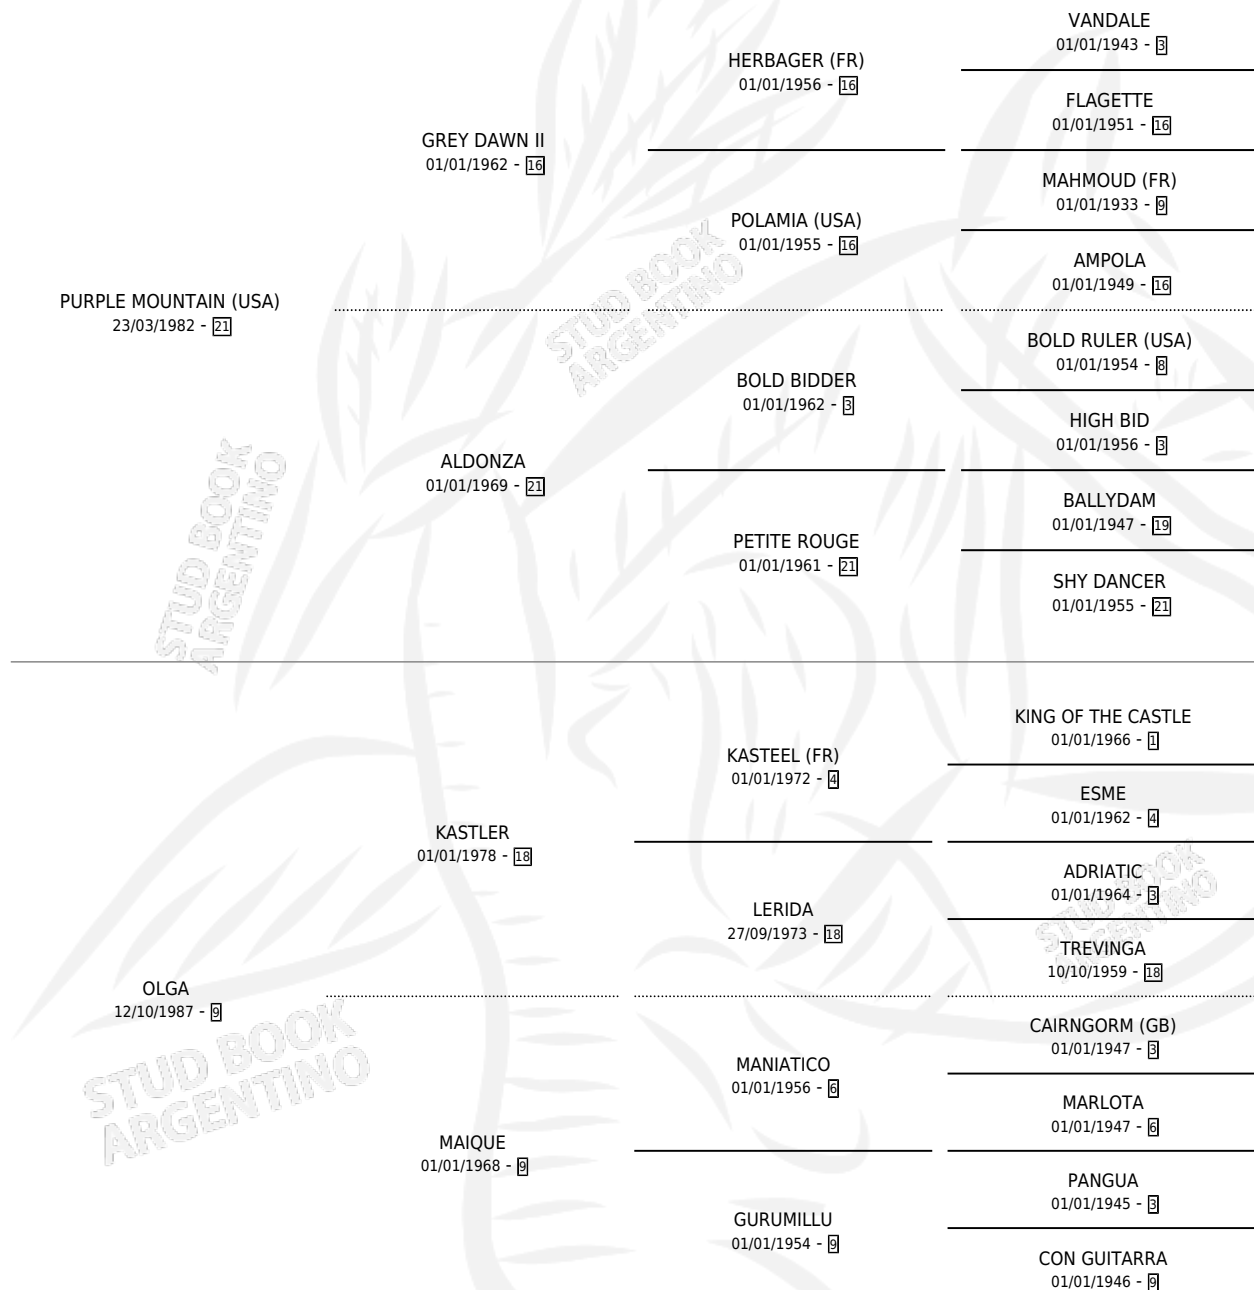 VANDALE
01/01/1943 - 3
HERBAGER (FR)
01/01/1956 - 16
FLAGETTE
01/01/1951 - 16
GREY DAWN II
01/01/1962 - 16
MAHMOUD (FR)
01/01/1933 - 9
POLAMIA (USA)
01/01/1955 - 16
AMPOLA
01/01/1949 - 16
PURPLE MOUNTAIN (USA)
23/03/1982 - 21
STUD BOOK
ARGENTINO
BOLD RULER (USA)
01/01/1954 - 8
BOLD BIDDER
01/01/1962 - 3
HIGH BID
01/01/1956 - 3
ALDONZA
01/01/1969 - 21
BALLYDAM
01/01/1947 - 19
PETITE ROUGE
01/01/1961 - 21
SHY DANCER
01/01/1955 - 21
STUD BOOK
ARGENTINO
KING OF THE CASTLE
01/01/1966 - 1
KASTEEL (FR)
01/01/1972 - 4
ESME
01/01/1962 - 4
KASTLER
01/01/1978 - 18
ADRIATIC
01/01/1964 - 3
LERIDA
27/09/1973 - 18
TREVINGA
10/10/1959 - 18
STUD BOOK
ARGENTINO
OLGA
12/10/1987 - 9
CAIRNGORM (GB)
01/01/1947 - 3
MANIATICO
01/01/1956 - 6
MARLOTA
01/01/1947 - 6
STUD BOOK
ARGENTINO
MAIQUE
01/01/1968 - 9
PANGUA
01/01/1945 - 3
GURUMILLU
01/01/1954 - 9
CON GUITARRA
01/01/1946 - 9